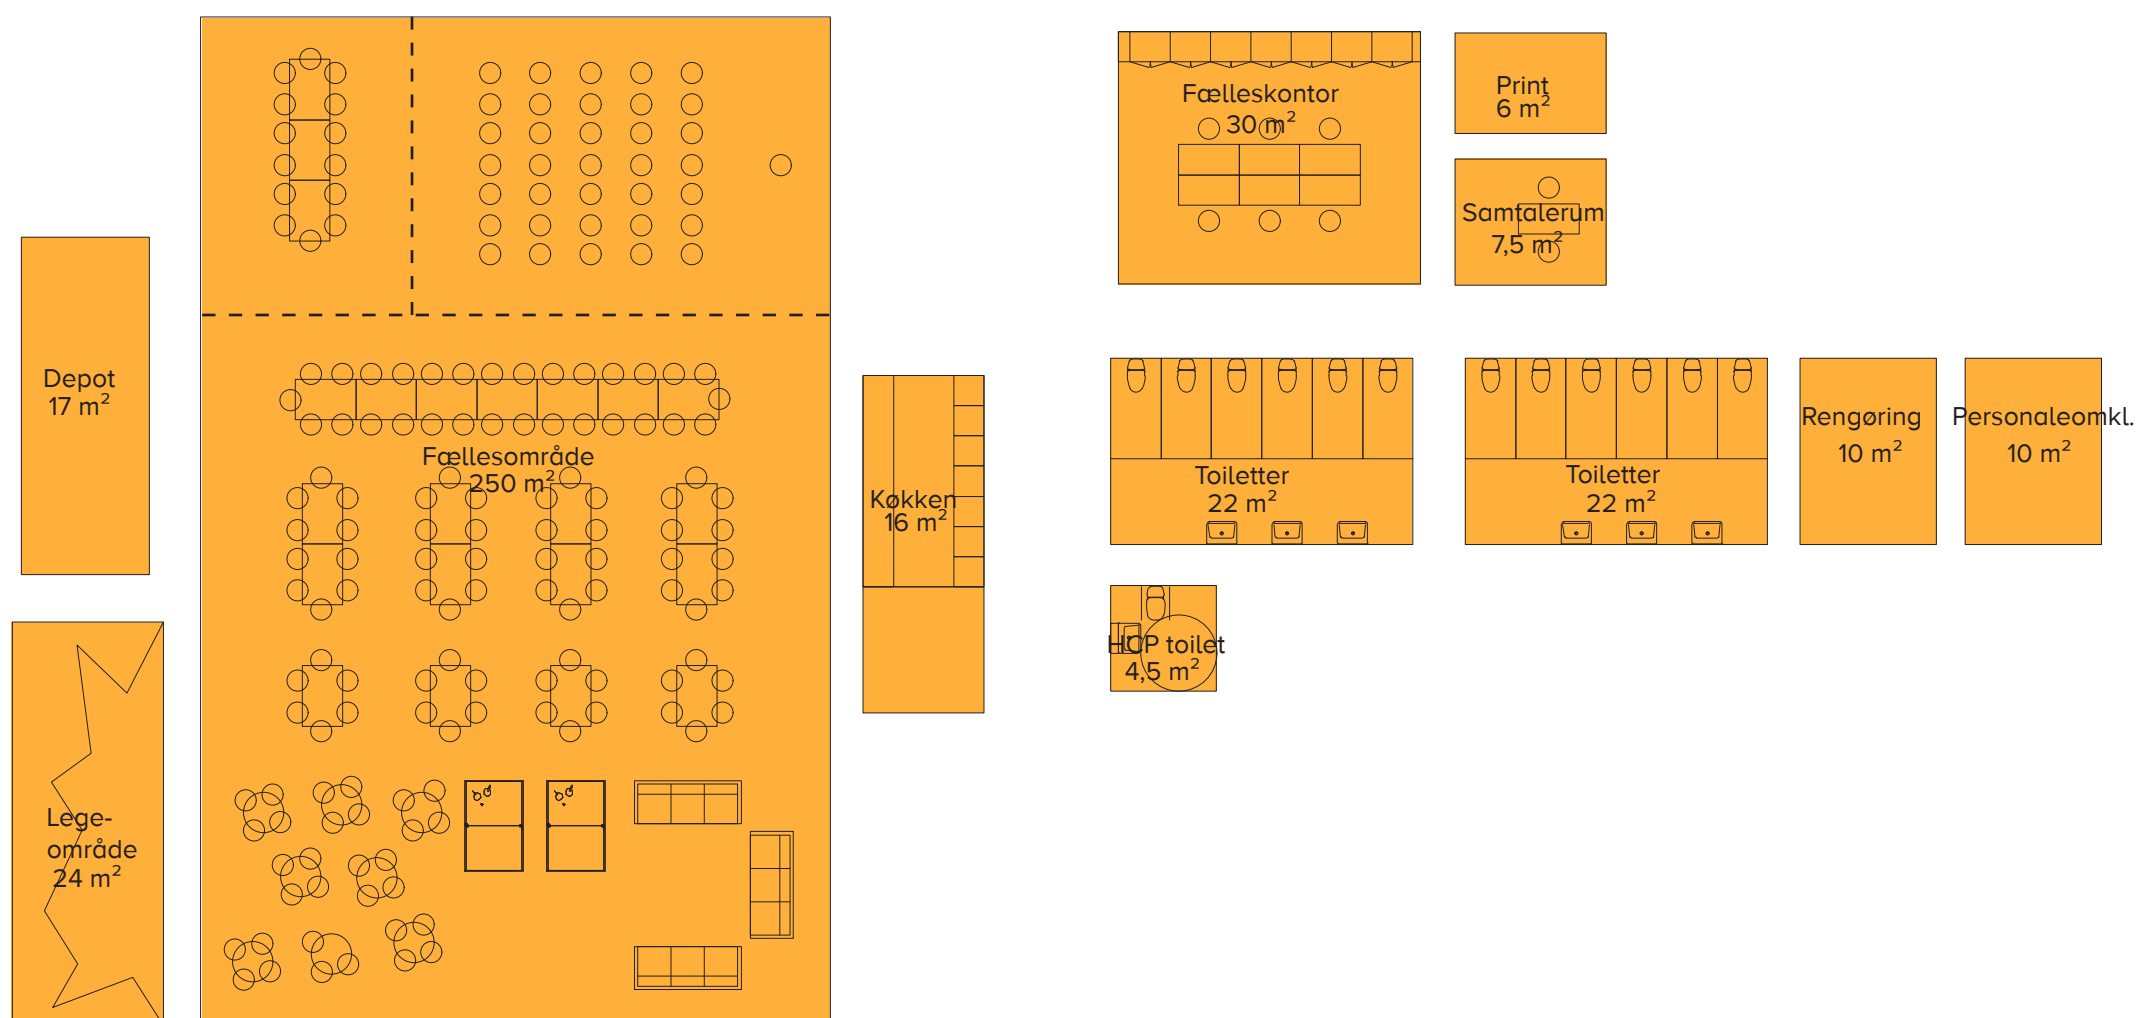 Depot
17 m²
Lege-
område
24 m²
Fællesområde
250 m²
Køkken
16 m²
Fælleskontor
30 m²
Print
6 m²
Samtalerum
7,5 m²
Toiletter
22 m²
Toiletter
22 m²
Rengøring
10 m²
Personaleomkl.
10 m²
HCP toilet
4,5 m²